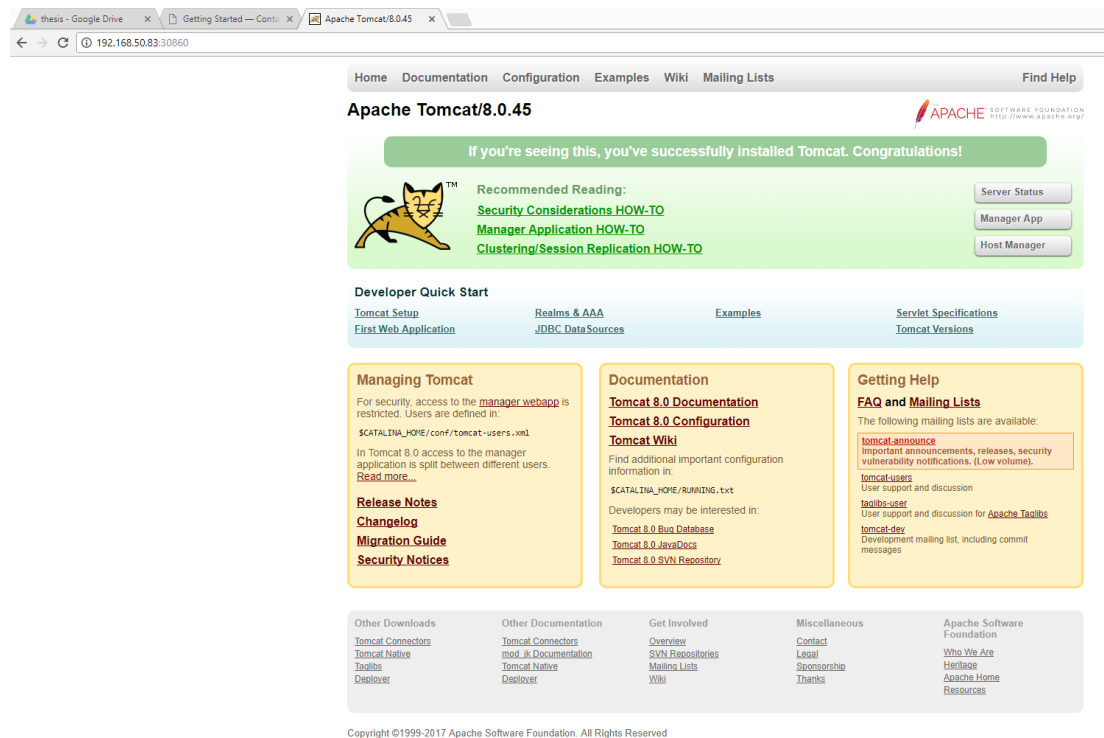 thesis - Google Drive
Getting Started — Conta
Apache Tomcat/8.0.45
192.168.50.83:30860
Home Documentation Configuration Examples Wiki Mailing Lists Find Help
Apache Tomcat/8.0.45
APACHE SOFTWARE FOUNDATION
http://www.apache.org/
If you're seeing this, you've successfully installed Tomcat. Congratulations!
TM
Recommended Reading:
Security Considerations HOW-TO
Manager Application HOW-TO
Clustering/Session Replication HOW-TO
Server Status
Manager App
Host Manager
Developer Quick Start
Tomcat Setup
First Web Application
Realms & AAA
JDBC DataSources
Examples
Servlet Specifications
Tomcat Versions
Managing Tomcat
For security, access to the manager webapp is
restricted. Users are defined in:
$CATALINA_HOME/conf/tomcat-users.xml
In Tomcat 8.0 access to the manager
application is split between different users.
Read more...
Release Notes
Changelog
Migration Guide
Security Notices
Documentation
Tomcat 8.0 Documentation
Tomcat 8.0 Configuration
Tomcat Wiki
Find additional important configuration
information in:
$CATALINA_HOME/RUNNING.txt
Developers may be interested in:
Tomcat 8.0 Bug Database
Tomcat 8.0 JavaDocs
Tomcat 8.0 SVN Repository
Getting Help
FAQ and Mailing Lists
The following mailing lists are available:
tomcat-announce
Important announcements, releases, security
vulnerability notifications. (Low volume).
tomcat-users
User support and discussion
taglibs-user
User support and discussion for Apache Taglibs
tomcat-dev
Development mailing list, including commit
messages
Other Downloads
Tomcat Connectors
Tomcat Native
Taglibs
Deployer
Other Documentation
Tomcat Connectors
mod_jk Documentation
Tomcat Native
Deployer
Get Involved
Overview
SVN Repositories
Mailing Lists
Wiki
Miscellaneous
Contact
Legal
Sponsorship
Thanks
Apache Software
Foundation
Who We Are
Heritage
Apache Home
Resources
Copyright ©1999-2017 Apache Software Foundation. All Rights Reserved